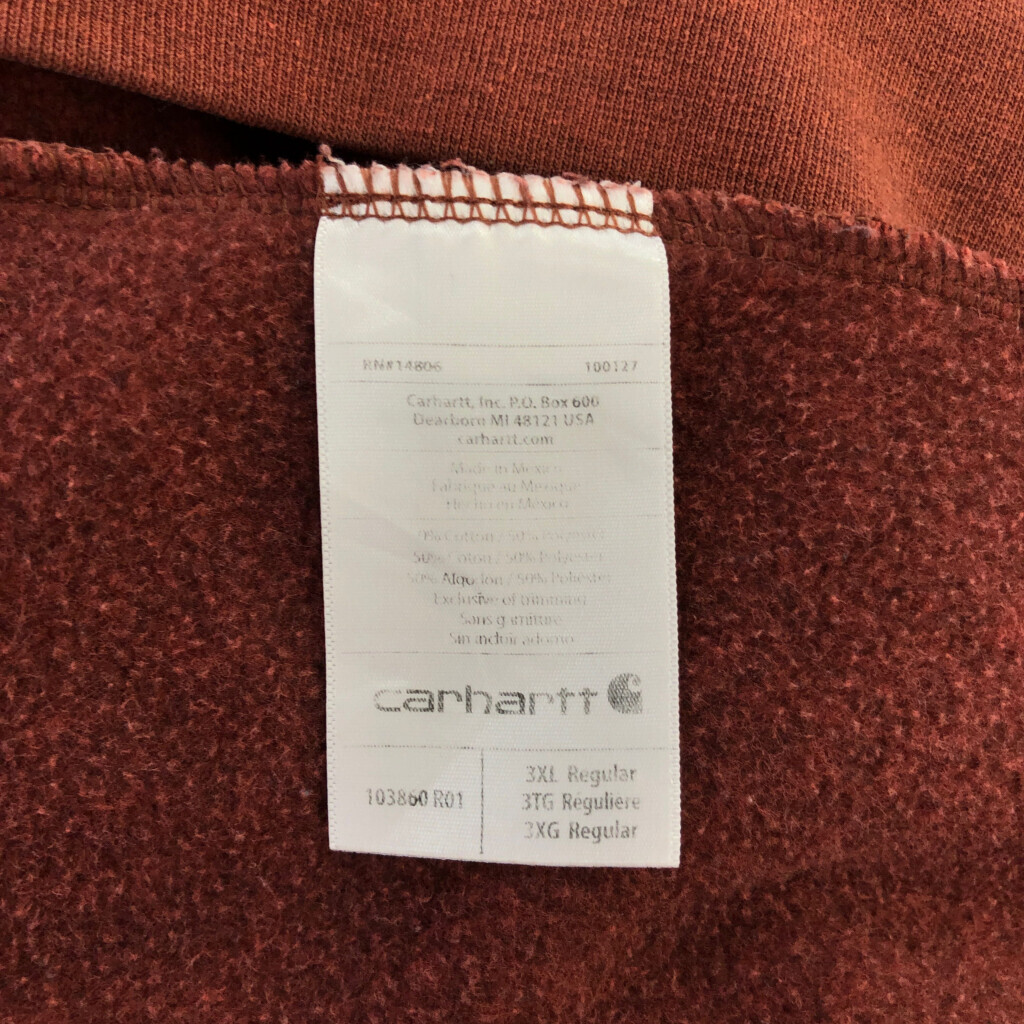 RN#14806 100127
Carhartt, Inc. P.O. Box 600
Dearborn MI 48121 USA
carhartt.com
Made in Mexico
Fabriqué au Mexique
Hecho en México
0% Cotton / 50% Polyester
50% Coton / 50% Polyester
50% Algodon / 50% Poliester
Exclusive of trimming
Sans garniture
Sin incluir adorno
carhartt
103860 R01
3XL Regular
3TG Régulière
3XG Regular